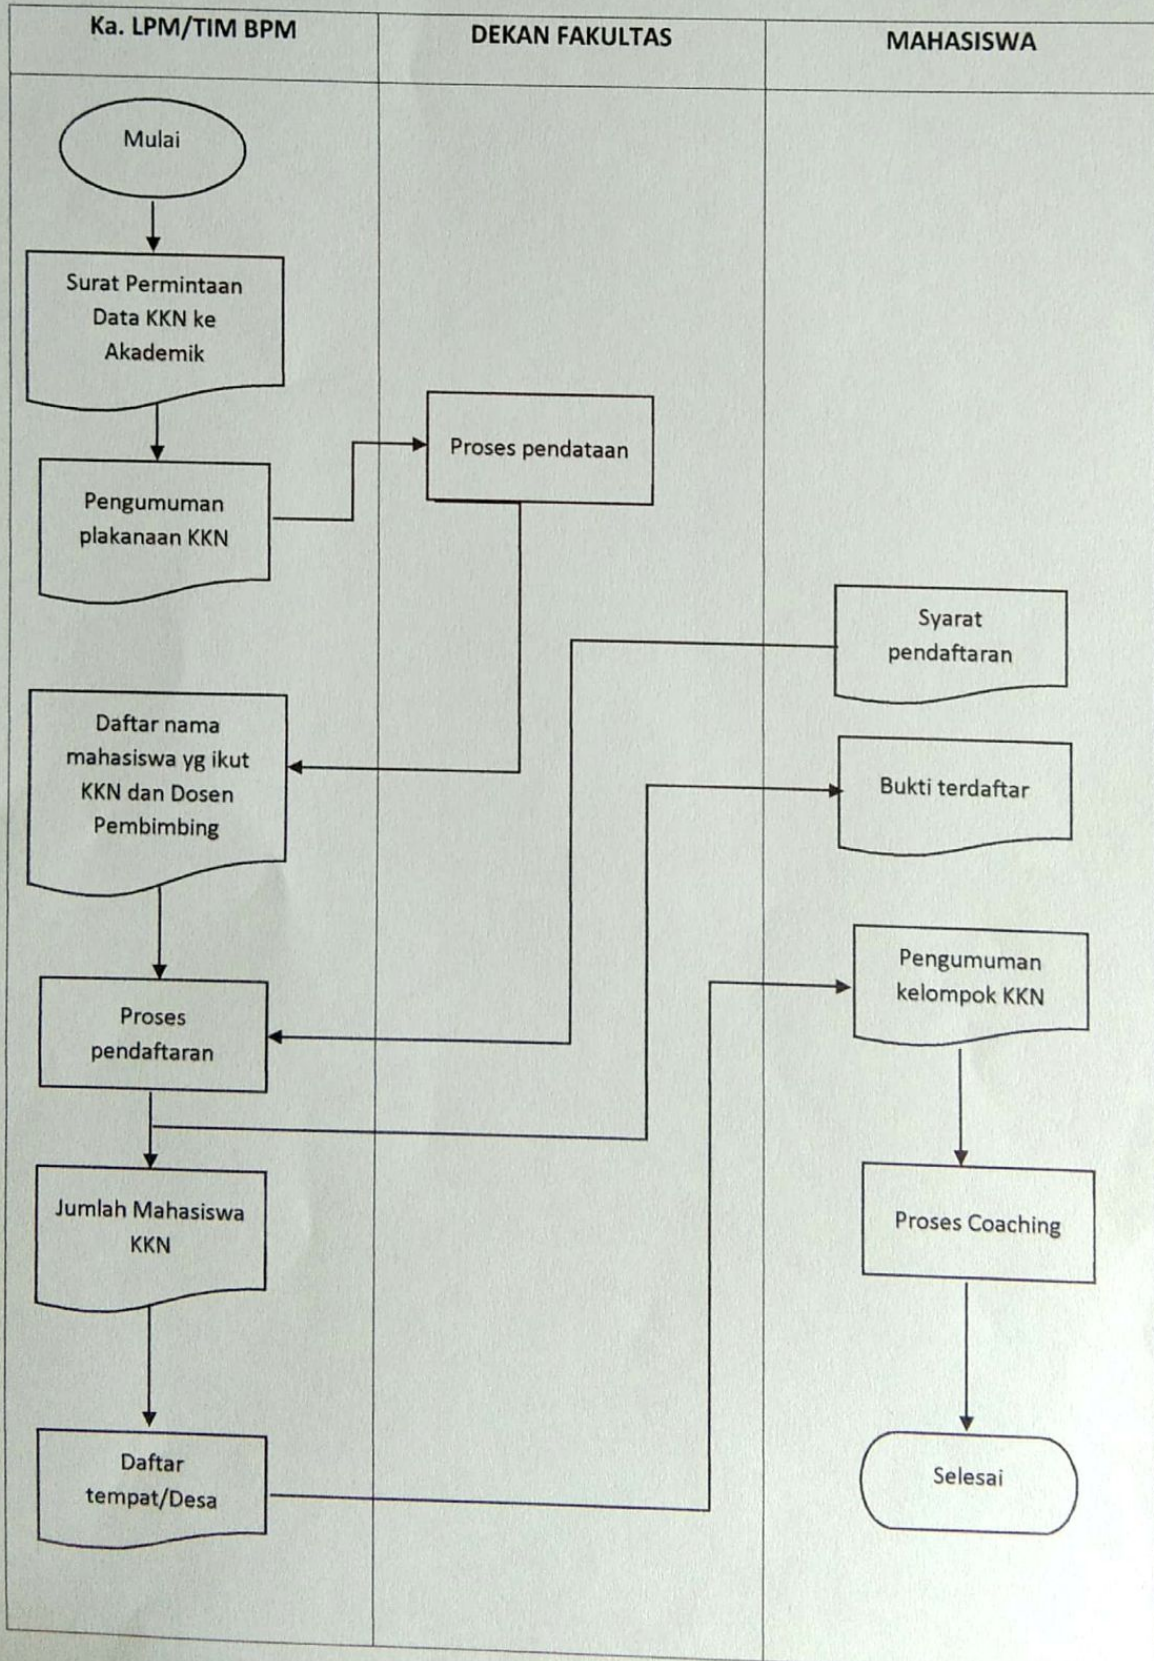 Ka. LPM/TIM BPM
DEKAN FAKULTAS
MAHASISWA
Mulai
Surat Permintaan
Data KKN ke
Akademik
Proses pendataan
Pengumuman
plakanaan KKN
Syarat
pendaftaran
Daftar nama
mahasiswa yg ikut
KKN dan Dosen
Pembimbing
Bukti terdaftar
Pengumuman
kelompok KKN
Proses
pendaftaran
Jumlah Mahasiswa
KKN
Proses Coaching
Daftar
tempat/Desa
Selesai